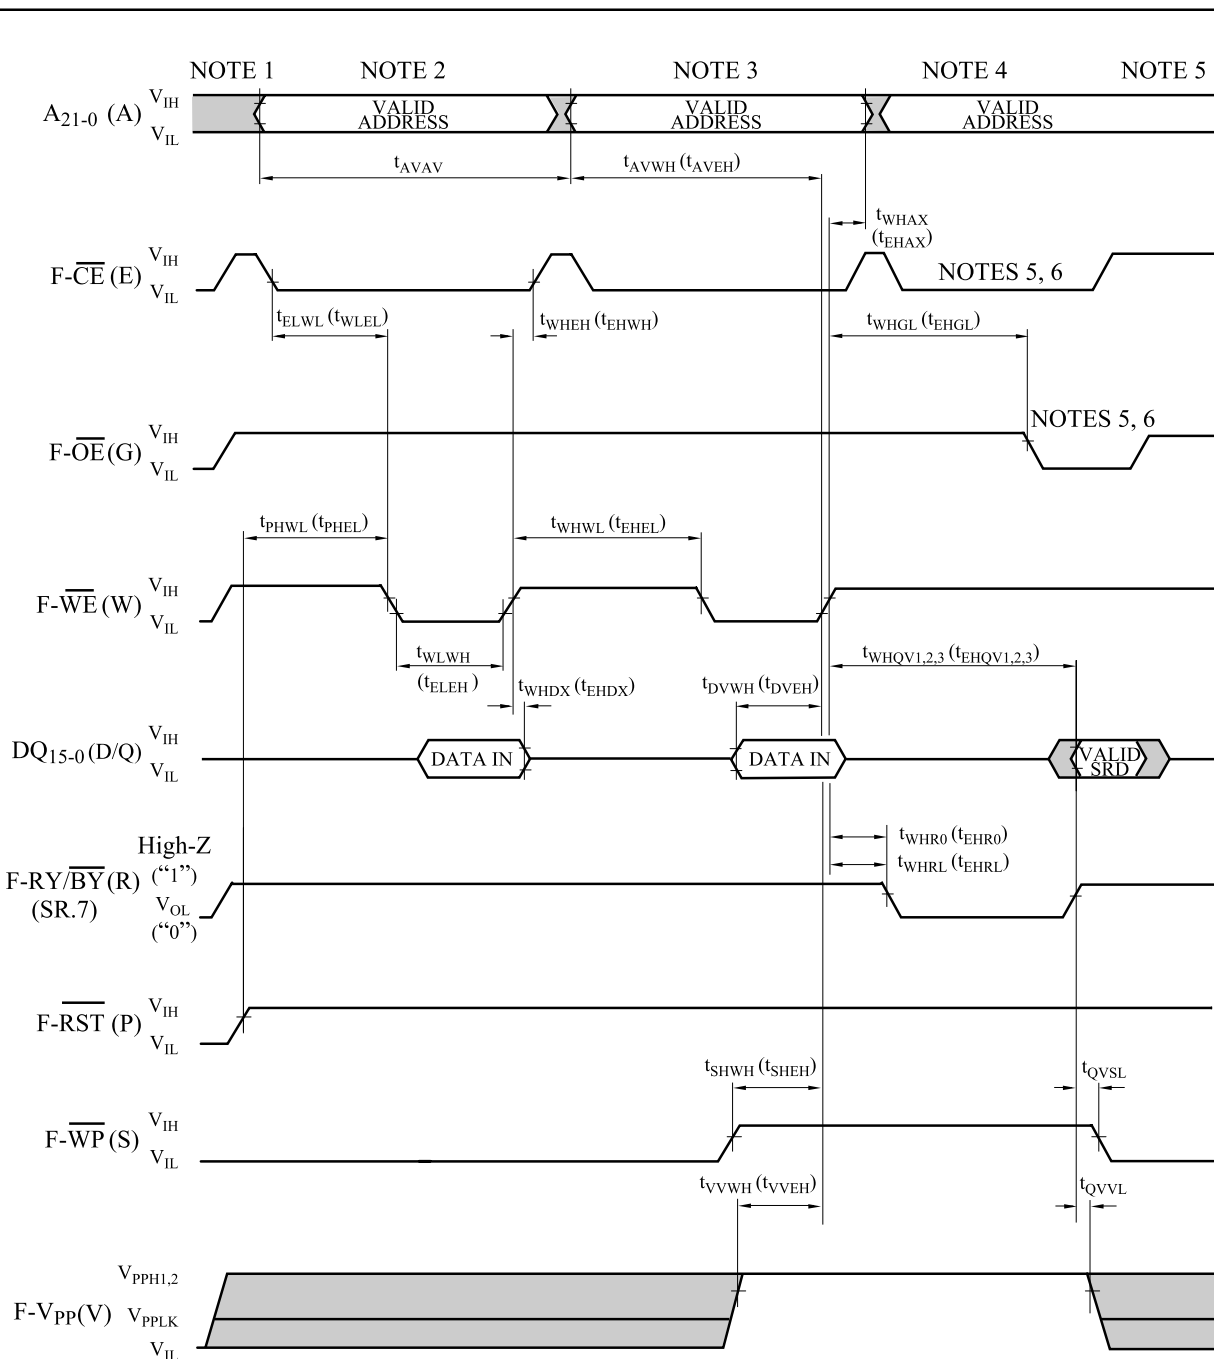 NOTE 1 NOTE 2 NOTE 3 NOTE 4 NOTE 5
A21-0 (A) VIH VIL VALID ADDRESS VALID ADDRESS VALID ADDRESS
tAVAV tAVWH (tAVEH)
tWHAX (tEHAX)
F-CE (E) VIH VIL NOTES 5, 6
tELWL (tWLEL) tWHEH (tEHWH) tWHGL (tEHGL)
F-OE (G) VIH VIL NOTES 5, 6
tPHWL (tPHEL) tWHWL (tEHEL)
F-WE (W) VIH VIL
tWLWH (tELEH) tWHQV1,2,3 (tEHQV1,2,3)
tWHDX (tEHDX) tDVWH (tDVEH)
DQ15-0 (D/Q) VIH VIL DATA IN DATA IN VALID SRD
tWHR0 (tEHR0)
tWHRL (tEHRL)
F-RY/BY (R) (SR.7) High-Z (“1”) VOL (“0”)
F-RST (P) VIH VIL
tSHWH (tSHEH) tQVSL
F-WP (S) VIH VIL
tVVWH (tVVEH) tQVVL
F-VPP (V) VPPH1,2 VPPLK VIL